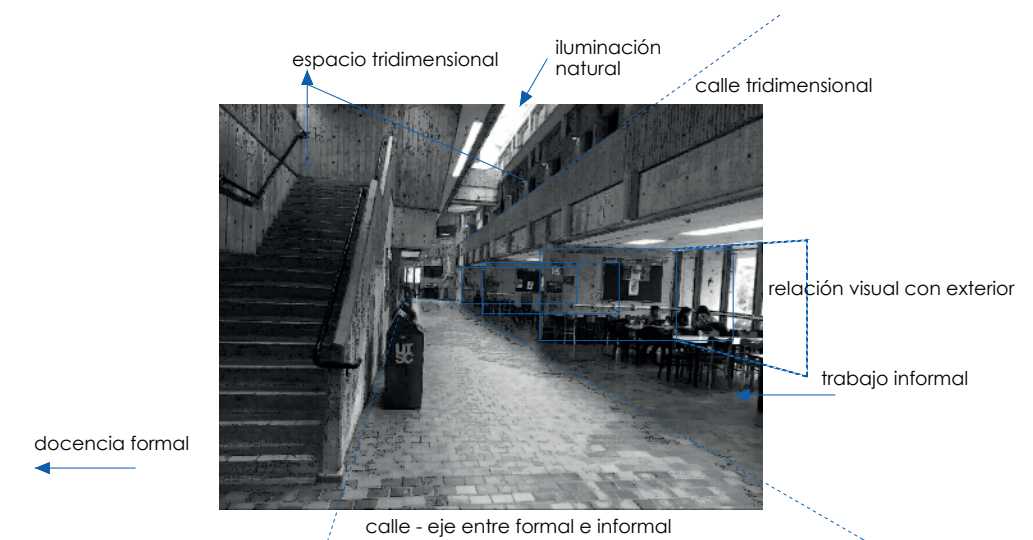 iluminación
natural
espacio tridimensional
calle tridimensional
relación visual con exterior
trabajo informal
UT
SC
docencia formal
calle - eje entre formal e informal